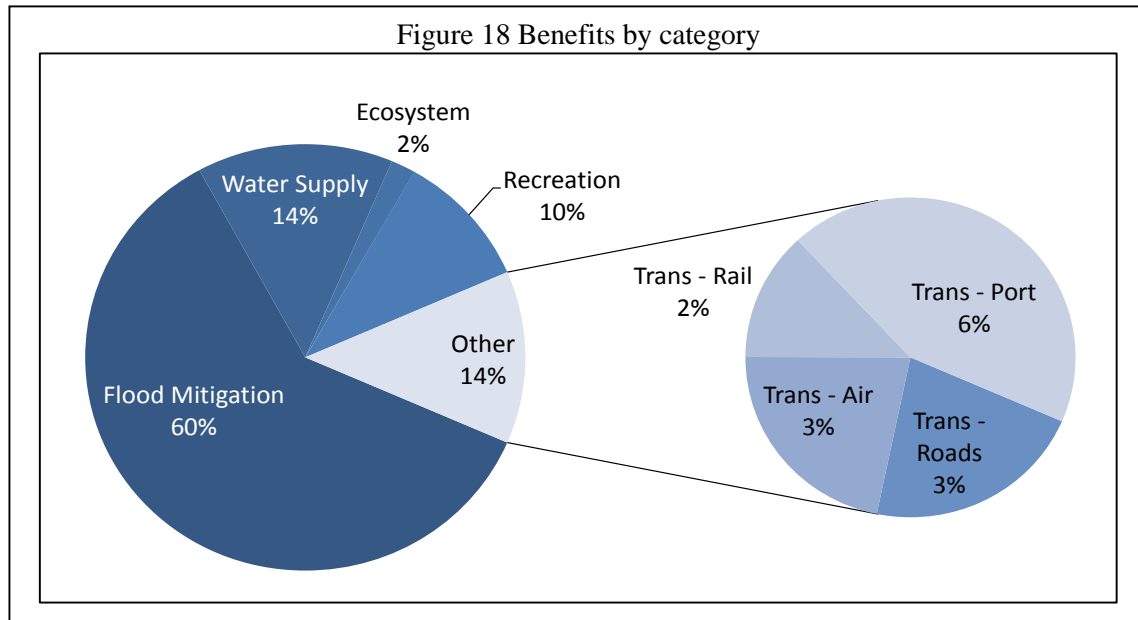 Figure 18 Benefits by category
Ecosystem
2%
Water Supply
14%
Recreation
10%
Other
14%
Flood Mitigation
60%
Trans - Rail
2%
Trans - Port
6%
Trans - Air
3%
Trans -
Roads
3%